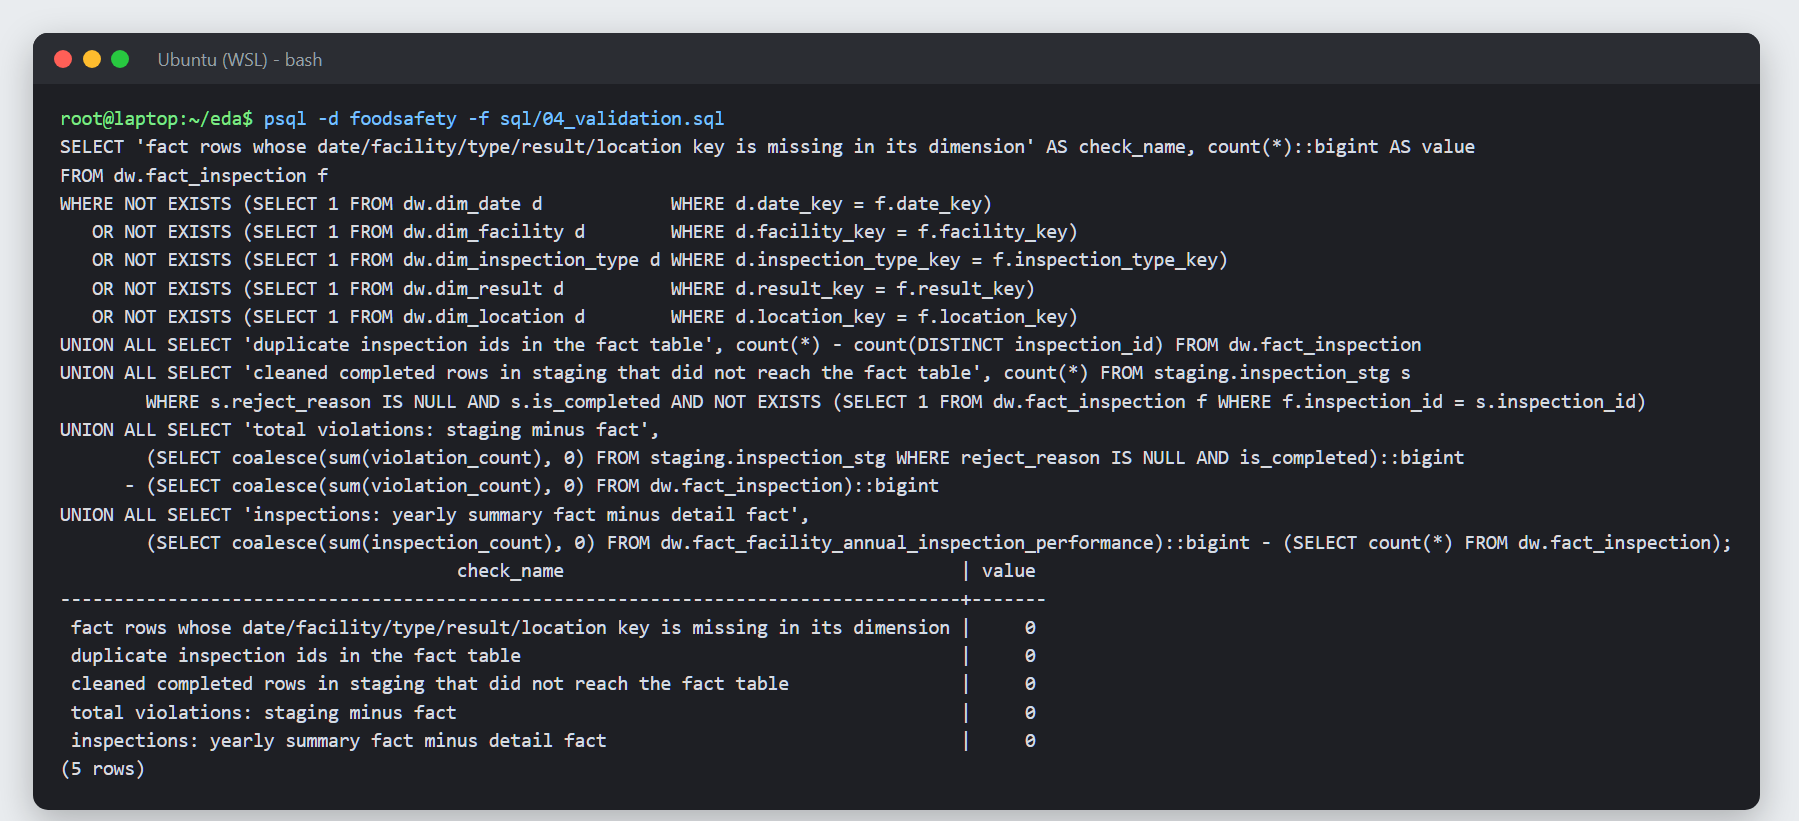 Ubuntu (WSL) - bash
root@laptop:~/eda$ psql -d foodsafety -f sql/04_validation.sql
SELECT 'fact rows whose date/facility/type/result/location key is missing in its dimension' AS check_name, count(*)::bigint AS value
FROM dw.fact_inspection f
WHERE NOT EXISTS (SELECT 1 FROM dw.dim_date d            WHERE d.date_key = f.date_key)
   OR NOT EXISTS (SELECT 1 FROM dw.dim_facility d        WHERE d.facility_key = f.facility_key)
   OR NOT EXISTS (SELECT 1 FROM dw.dim_inspection_type d WHERE d.inspection_type_key = f.inspection_type_key)
   OR NOT EXISTS (SELECT 1 FROM dw.dim_result d          WHERE d.result_key = f.result_key)
   OR NOT EXISTS (SELECT 1 FROM dw.dim_location d        WHERE d.location_key = f.location_key)
UNION ALL SELECT 'duplicate inspection ids in the fact table', count(*) - count(DISTINCT inspection_id) FROM dw.fact_inspection
UNION ALL SELECT 'cleaned completed rows in staging that did not reach the fact table', count(*) FROM staging.inspection_stg s
        WHERE s.reject_reason IS NULL AND s.is_completed AND NOT EXISTS (SELECT 1 FROM dw.fact_inspection f WHERE f.inspection_id = s.inspection_id)
UNION ALL SELECT 'total violations: staging minus fact',
        (SELECT coalesce(sum(violation_count), 0) FROM staging.inspection_stg WHERE reject_reason IS NULL AND is_completed)::bigint
      - (SELECT coalesce(sum(violation_count), 0) FROM dw.fact_inspection)::bigint
UNION ALL SELECT 'inspections: yearly summary fact minus detail fact',
        (SELECT coalesce(sum(inspection_count), 0) FROM dw.fact_facility_annual_inspection_performance)::bigint - (SELECT count(*) FROM dw.fact_inspection);
                                     check_name                                     | value
------------------------------------------------------------------------------------+-------
 fact rows whose date/facility/type/result/location key is missing in its dimension |     0
 duplicate inspection ids in the fact table                                         |     0
 cleaned completed rows in staging that did not reach the fact table                |     0
 total violations: staging minus fact                                               |     0
 inspections: yearly summary fact minus detail fact                                 |     0
(5 rows)